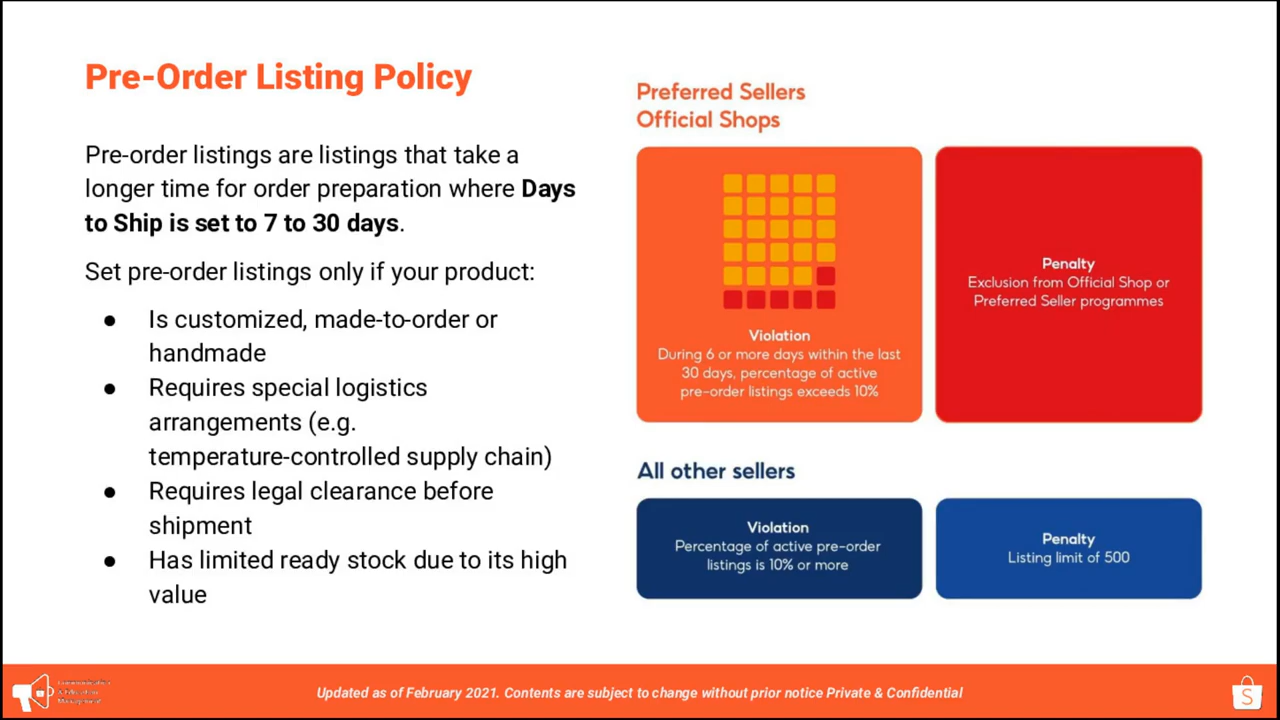 Pre-Order Listing Policy
Pre-order listings are listings that take a
longer time for order preparation where Days
to Ship is set to 7 to 30 days.
Set pre-order listings only if your product:
● Is customized, made-to-order or
handmade
● Requires special logistics
arrangements (e.g.
temperature-controlled supply chain)
● Requires legal clearance before
shipment
● Has limited ready stock due to its high
value
Preferred Sellers
Official Shops
Violation
During 6 or more days within the last
30 days, percentage of active
pre-order listings exceeds 10%
Penalty
Exclusion from Official Shop or
Preferred Seller programmes
All other sellers
Violation
Percentage of active pre-order
listings is 10% or more
Penalty
Listing limit of 500
Updated as of February 2021. Contents are subject to change without prior notice Private & Confidential
S